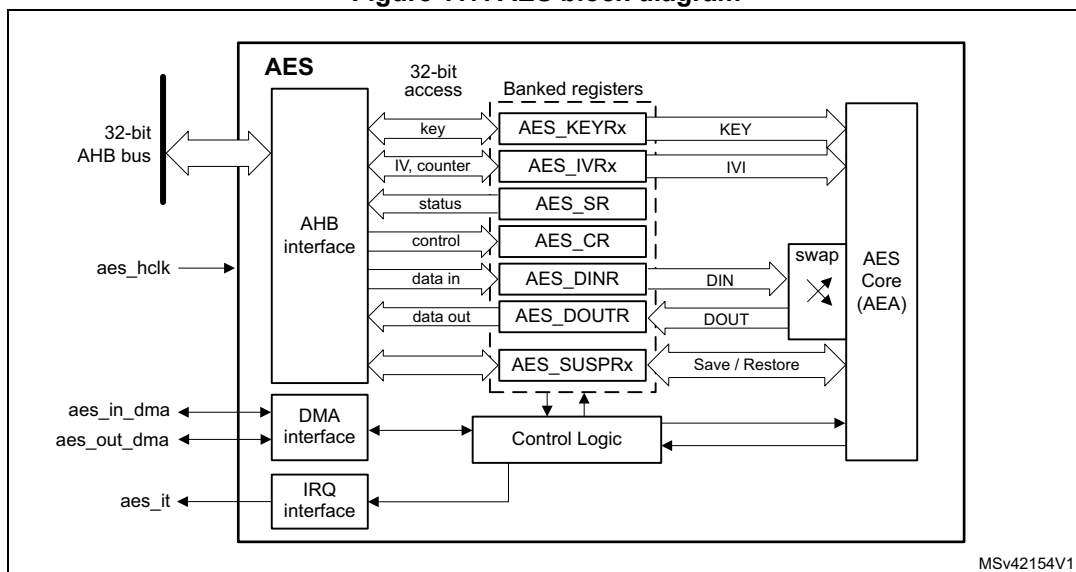 Figure AES block diagram
AES
32-bit
access
Banked registers
32-bit
AHB bus
AHB
interface
key
AES_KEYRx
KEY
IV, counter
AES_IVRx
IVI
status
AES_SR
control
AES_CR
aes_hclk
data in
AES_DINR
DIN
swap
AES
Core
(AEA)
data out
AES_DOUTR
DOUT
AES_SUSPRx
Save / Restore
aes_in_dma
aes_out_dma
DMA
interface
Control Logic
aes_it
IRQ
interface
MSv42154V1